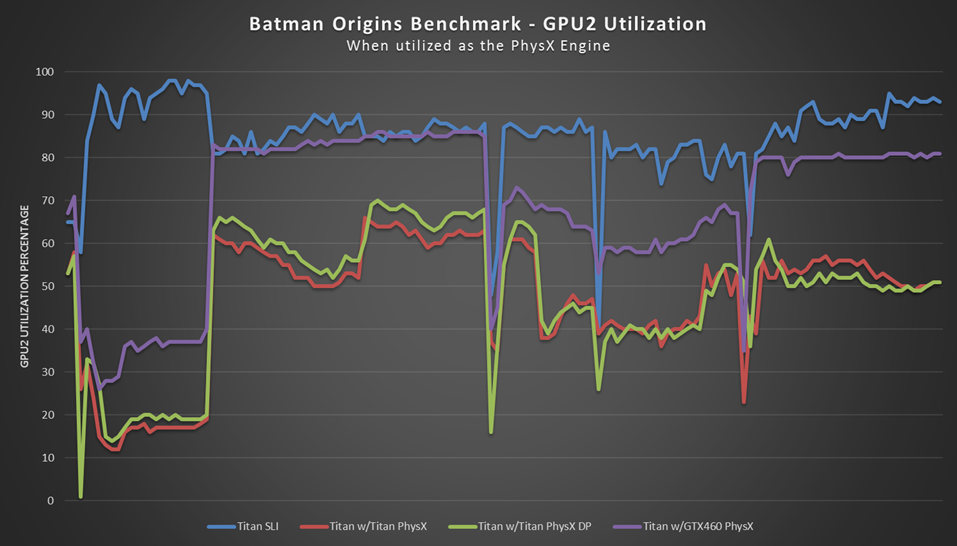 Batman Origins Benchmark - GPU2 Utilization
When utilized as the PhysX Engine
GPU2 UTILIZATION PERCENTAGE
100
90
80
70
60
50
40
30
20
10
0
Titan SLI
Titan w/Titan PhysX
Titan w/Titan PhysX DP
Titan w/GTX460 PhysX